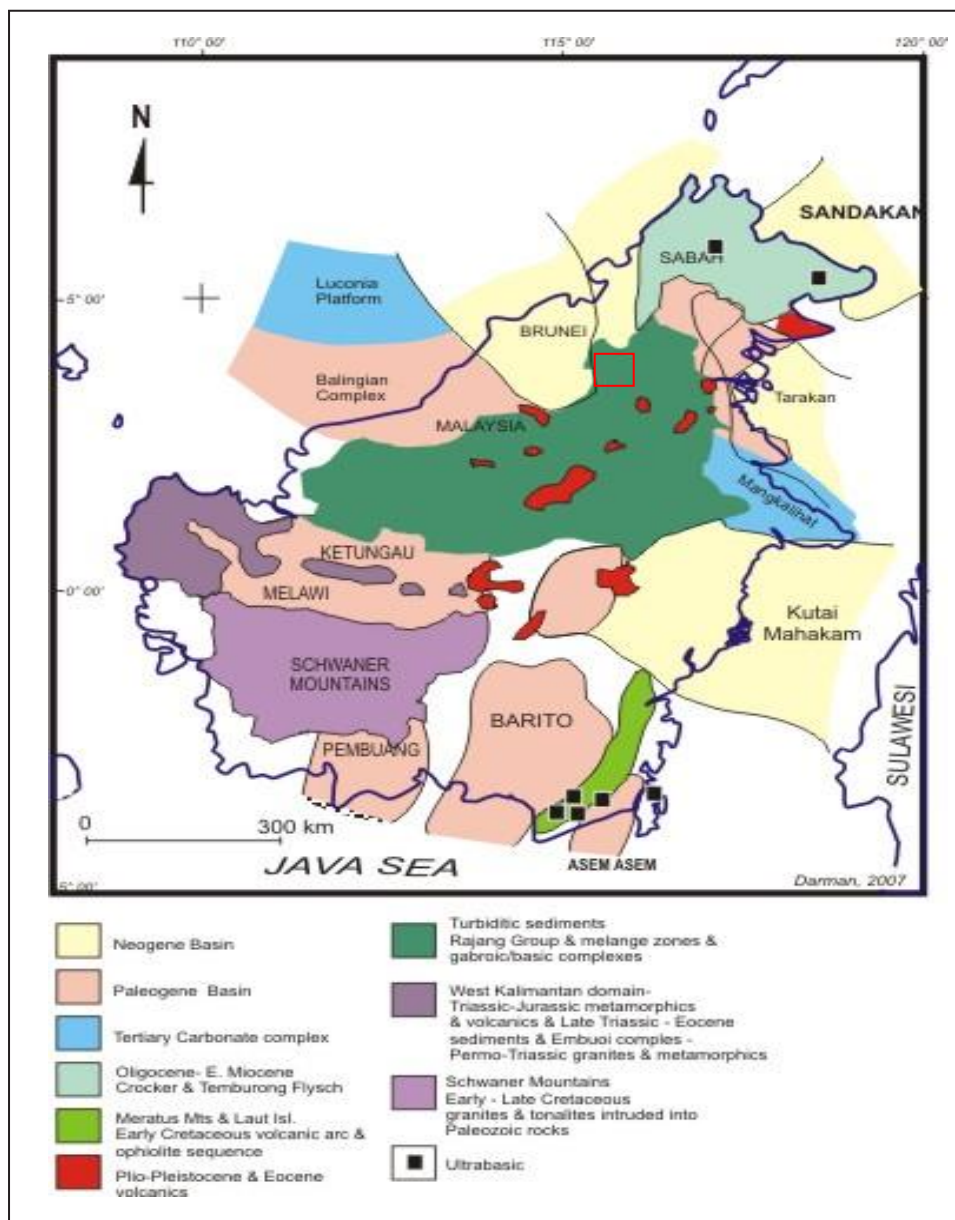 110° 00'
115° 00'
120° 00'
N
SANDAKAN
SABAH
Luconia
Platform
5° 00'
BRUNEI
Balingian
Complex
Tarakan
MALAYSIA
Mangkalihat
KETUNGAU
MELAWI
0° 00'
Kutai
Mahakam
SCHWANER
MOUNTAINS
BARITO
SULAWESI
PEMBUANG
0
300 km
JAVA SEA
ASEM ASEM
Darman, 2007
5° 00'
Neogene Basin
Paleogene Basin
Tertiary Carbonate complex
Oligocene- E. Miocene
Crocker & Temburong Flysch
Meratus Mts & Laut Isl.
Early Cretaceous volcanic arc &
ophiolite sequence
Plio-Pleistocene & Eocene
volcanics
Turbiditic sediments
Rajang Group & melange zones &
gabroic/basic complexes
West Kalimantan domain-
Triassic-Jurassic metamorphics
& volcanics & Late Triassic - Eocene
sediments & Embuoi comples -
Permo-Triassic granites & metamorphics
Schwaner Mountains
Early - Late Cretaceous
granites & tonalites intruded into
Paleozoic rocks
Ultrabasic